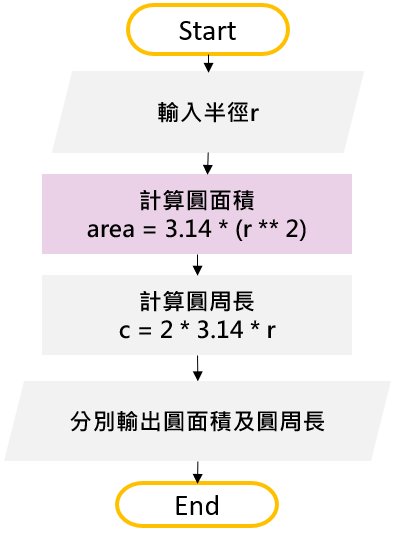 Start
輸入半徑r
計算圓面積
area = 3.14 * (r ** 2)
計算圓周長
c = 2 * 3.14 * r
分別輸出圓面積及圓周長
End